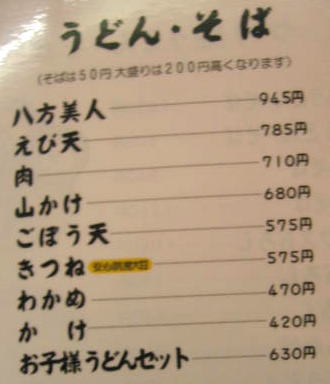 うどん・そば
(そばは50円 大盛りは200円高くなります)
八方美人 945円
えび天 785円
肉 710円
山かけ 680円
ごぼう天 575円
きつね 575円
わかめ 470円
かけ 420円
お子様うどんセット 630円